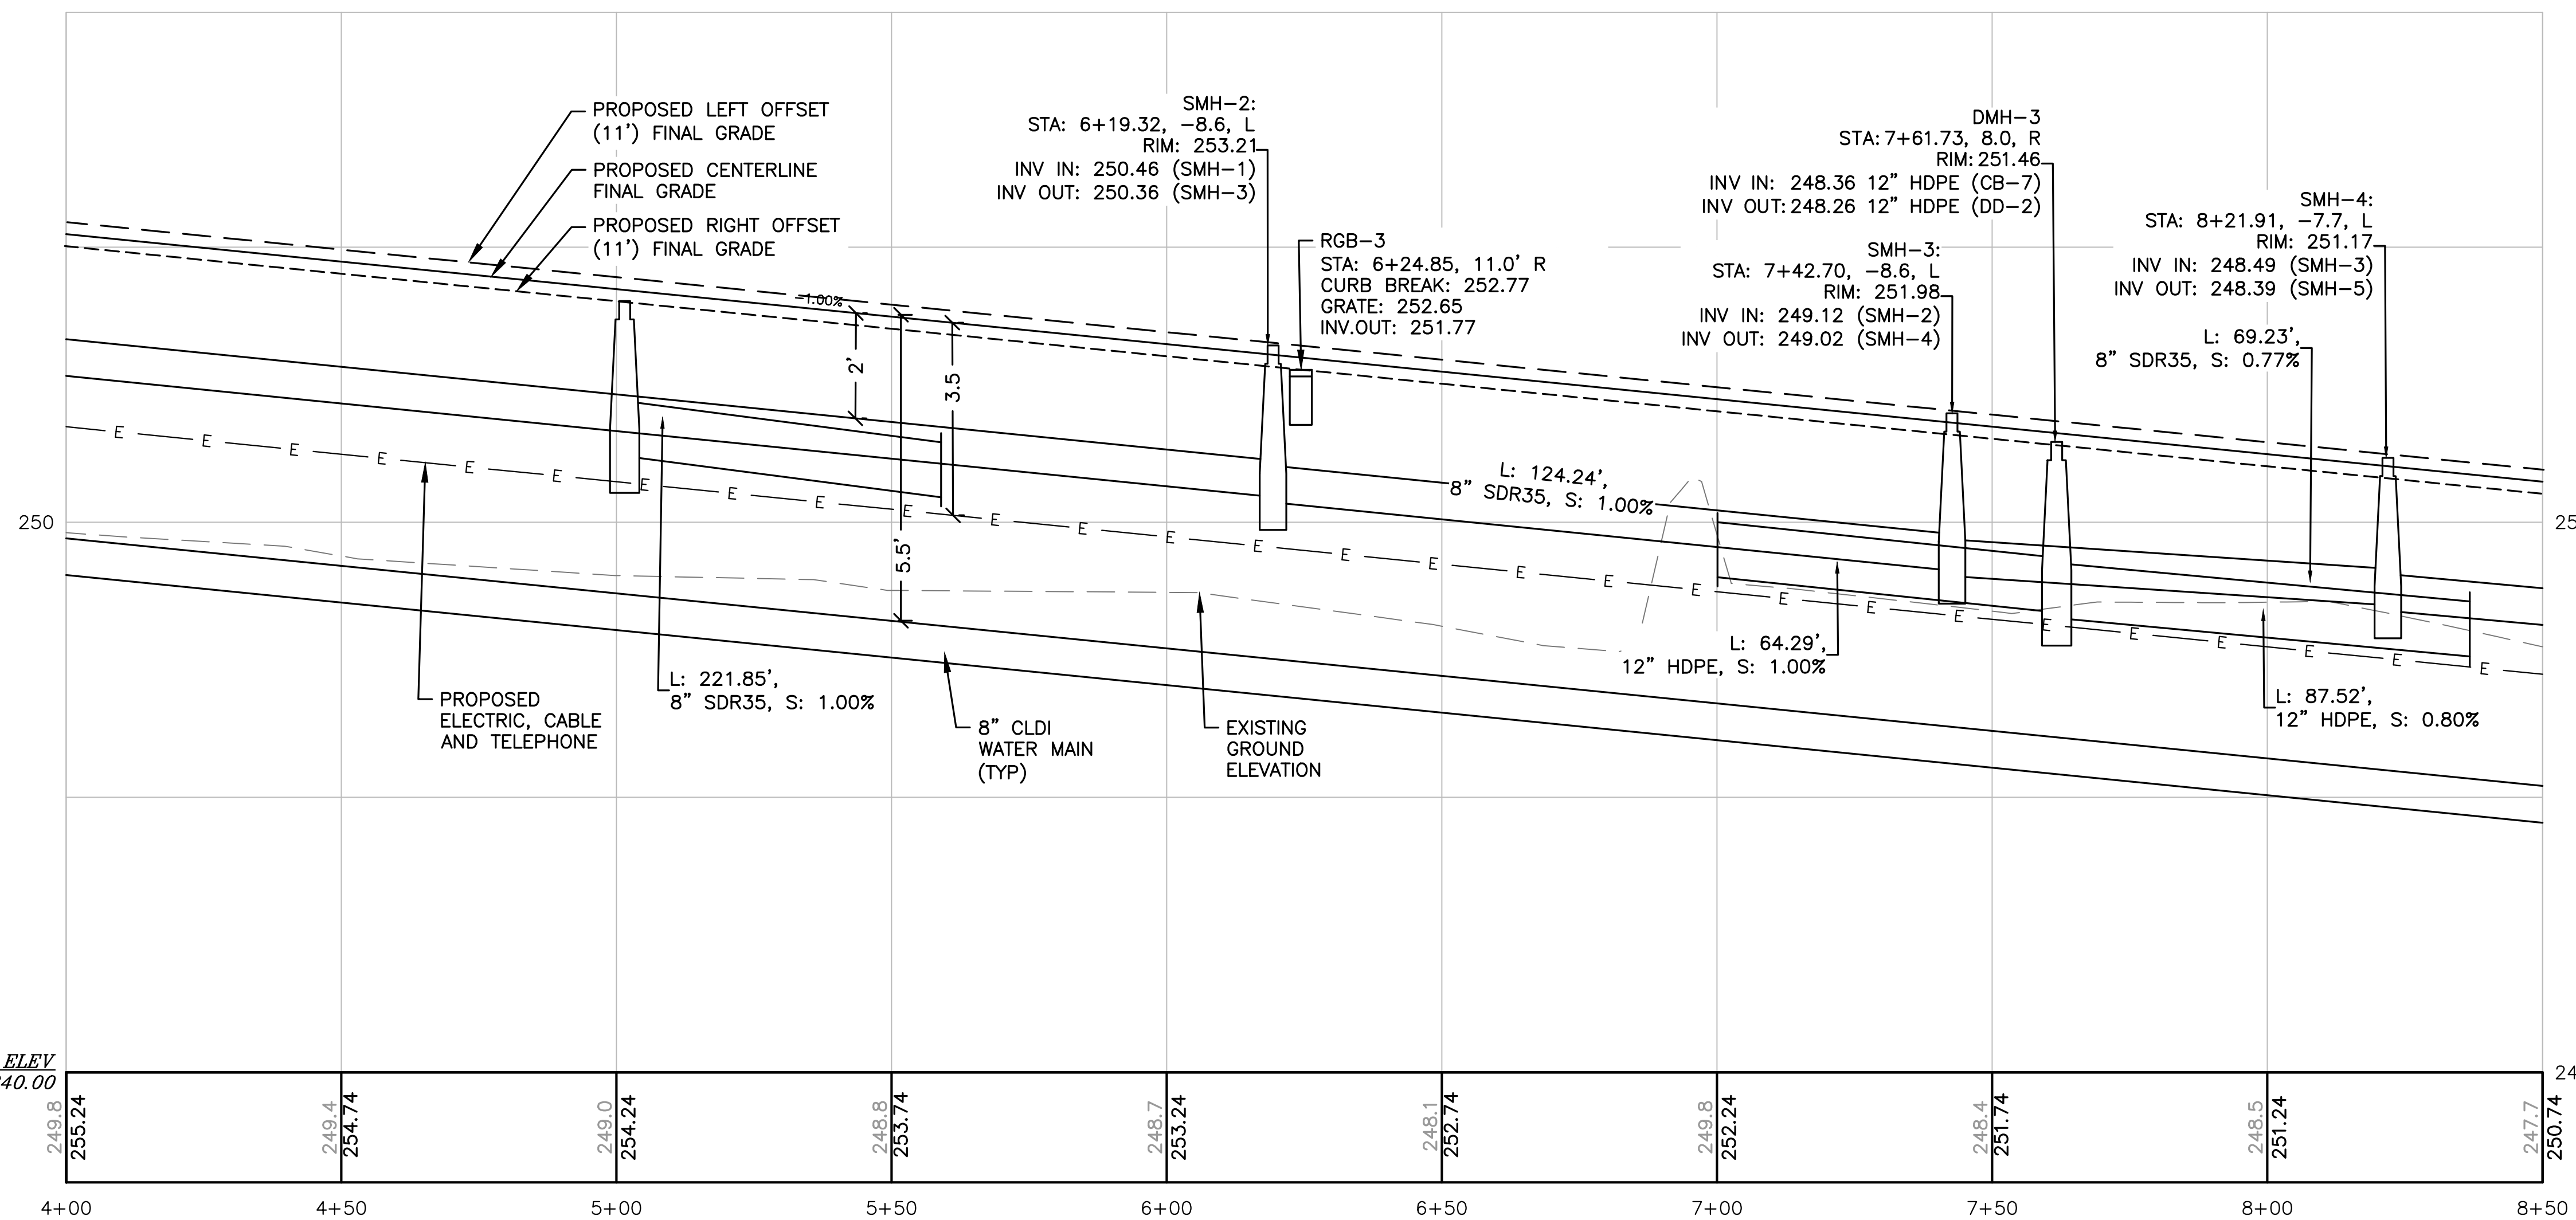 PROPOSED LEFT OFFSET
(11') FINAL GRADE
PROPOSED CENTERLINE
FINAL GRADE
PROPOSED RIGHT OFFSET
(11') FINAL GRADE
SMH-2:
STA: 6+19.32, -8.6, L
RIM: 253.21
INV IN: 250.46 (SMH-1)
INV OUT: 250.36 (SMH-3)
RGB-3
STA: 6+24.85, 11.0' R
CURB BREAK: 252.77
GRATE: 252.65
INV.OUT: 251.77
DMH-3
STA: 7+61.73, 8.0, R
RIM: 251.46
INV IN: 248.36 12" HDPE (CB-7)
INV OUT: 248.26 12" HDPE (DD-2)
SMH-3:
STA: 7+42.70, -8.6, L
RIM: 251.98
INV IN: 249.12 (SMH-2)
INV OUT: 249.02 (SMH-4)
SMH-4:
STA: 8+21.91, -7.7, L
RIM: 251.17
INV IN: 248.49 (SMH-3)
INV OUT: 248.39 (SMH-5)
L: 69.23',
8" SDR35, S: 0.77%
-1.00%
2'
3.5
5.5'
L: 124.24',
8" SDR35, S: 1.00%
250
E E E E E E E E E E E E E E E E E E E E E E E E E E E E
L: 64.29',
12" HDPE, S: 1.00%
L: 221.85',
8" SDR35, S: 1.00%
PROPOSED
ELECTRIC, CABLE
AND TELEPHONE
8" CLDI
WATER MAIN
(TYP)
EXISTING
GROUND
ELEVATION
L: 87.52',
12" HDPE, S: 0.80%
ELEV
40.00
249.8 255.24
249.4 254.74
249.0 254.24
248.8 253.74
248.7 253.24
248.1 252.74
249.8 252.24
248.4 251.74
248.5 251.24
247.7 250.74
4+00 4+50 5+00 5+50 6+00 6+50 7+00 7+50 8+00 8+50